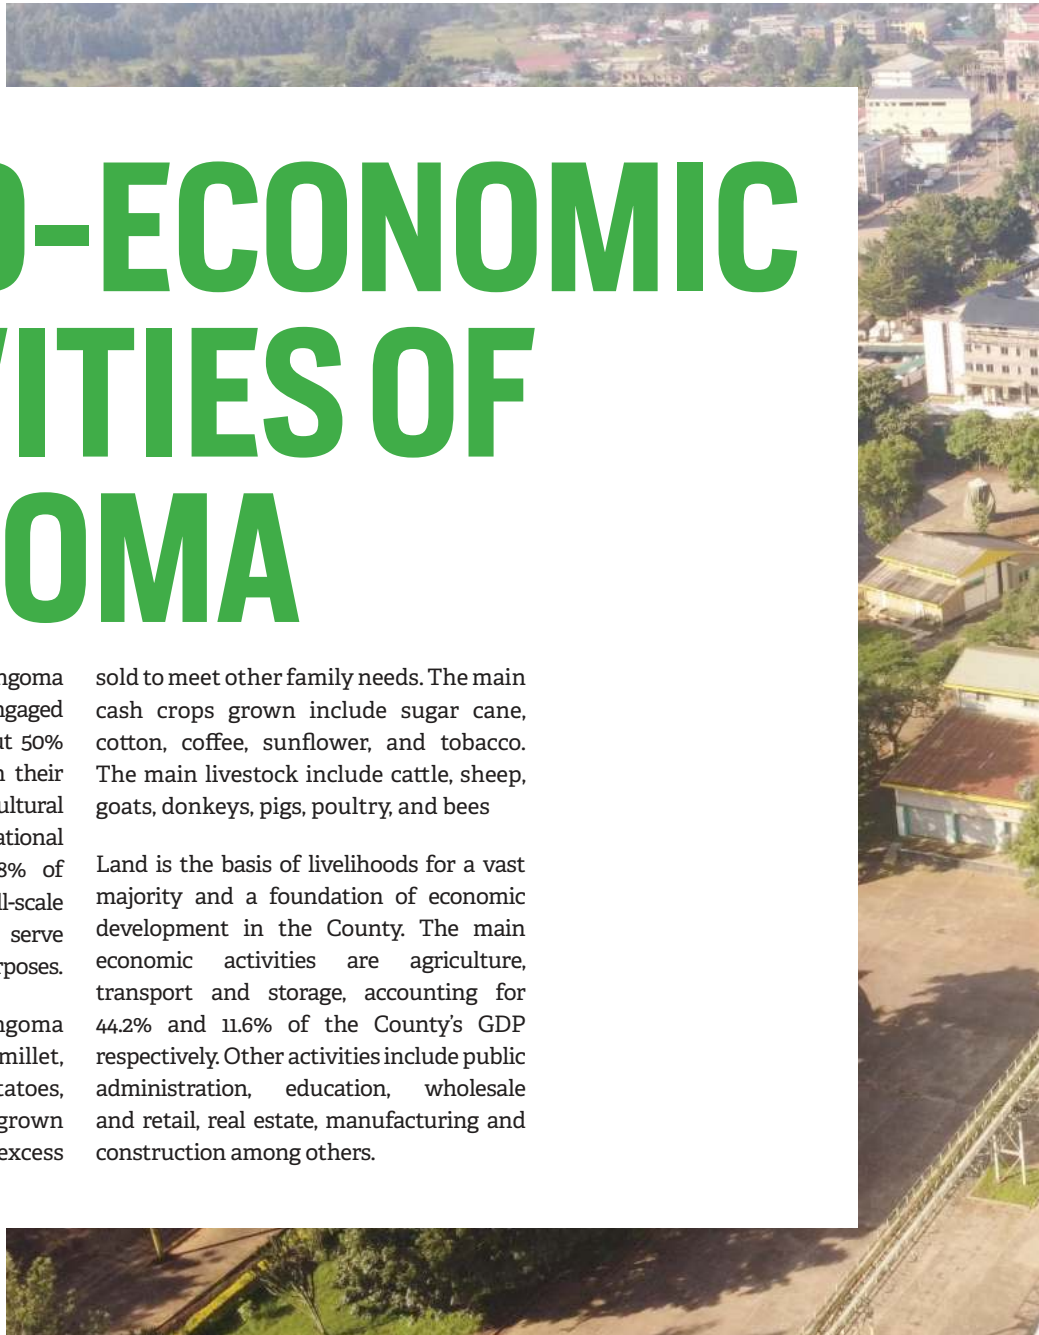 -ECONOMIC
ITIES OF
OMA
ngoma
ngaged
50%
their
ultural
ational
8% of
ll-scale
serve
rposes.
ngoma
millet,
tatoes,
grown
excess
sold to meet other family needs. The main
cash crops grown include sugar cane,
cotton, coffee, sunflower, and tobacco.
The main livestock include cattle, sheep,
goats, donkeys, pigs, poultry, and bees
Land is the basis of livelihoods for a vast
majority and a foundation of economic
development in the County. The main
economic activities are agriculture,
transport and storage, accounting for
44.2% and 11.6% of the County’s GDP
respectively. Other activities include public
administration, education, wholesale
and retail, real estate, manufacturing and
construction among others.